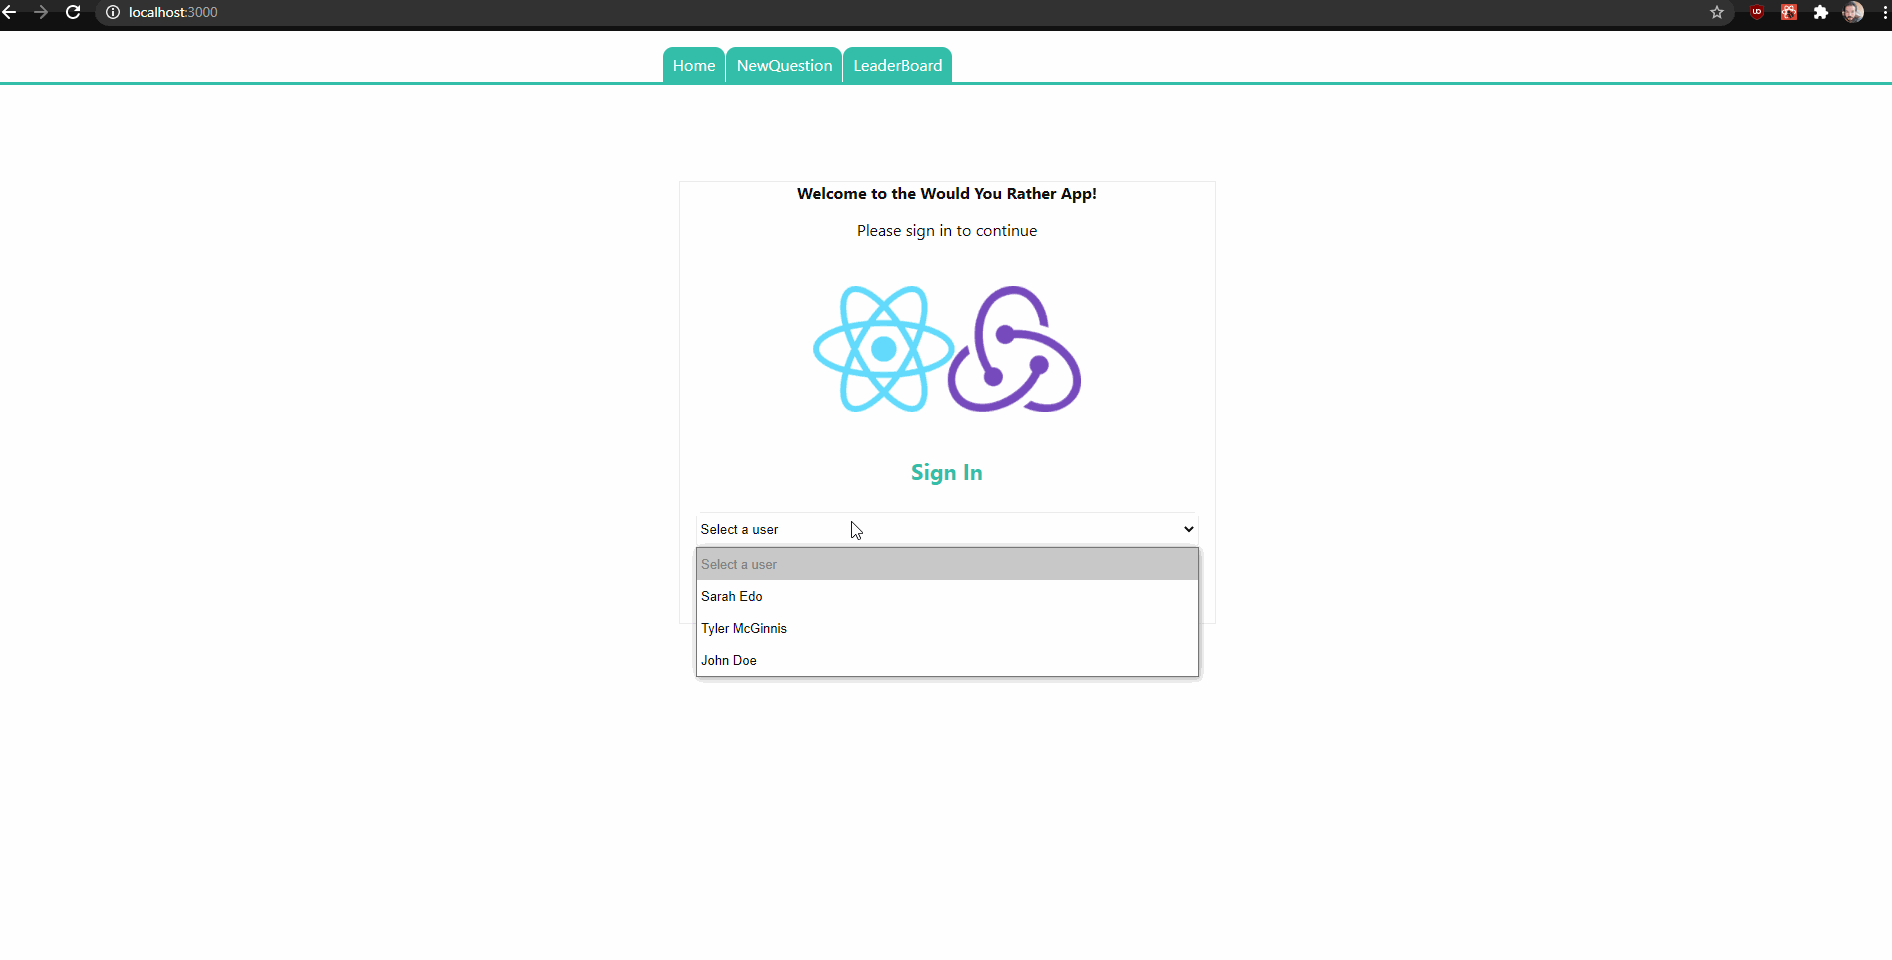 localhost:3000
Home NewQuestion LeaderBoard
Welcome to the Would You Rather App!
Please sign in to continue
Sign In
Select a user
Select a user
Sarah Edo
Tyler McGinnis
John Doe